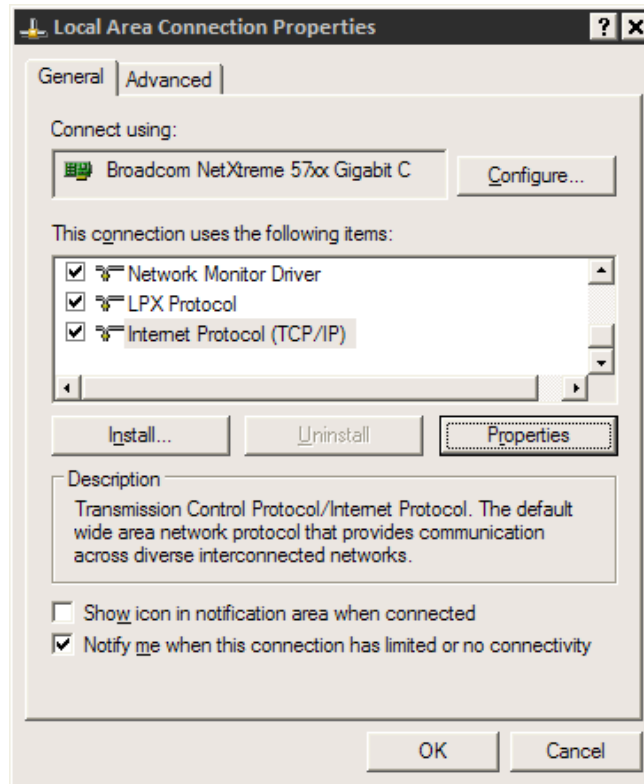 Local Area Connection Properties
General
Advanced
Connect using:
Broadcom NetXtreme 57xx Gigabit C
Configure...
This connection uses the following items:
Network Monitor Driver
LPX Protocol
Internet Protocol (TCP/IP)
Install...
Uninstall
Properties
Description
Transmission Control Protocol/Internet Protocol. The default
wide area network protocol that provides communication
across diverse interconnected networks.
Show icon in notification area when connected
Notify me when this connection has limited or no connectivity
OK
Cancel